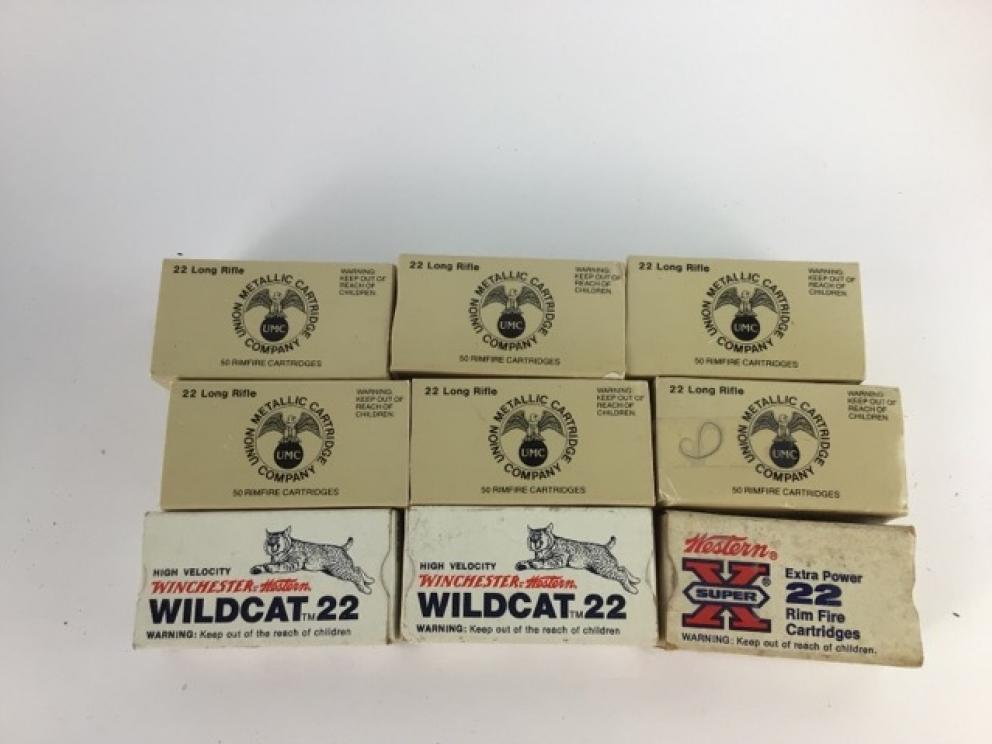 22 Long Rifle
WARNING:
KEEP OUT OF
REACH OF
CHILDREN.
UNION METALLIC CARTRIDGE
COMPANY
UMC
50 RIMFIRE CARTRIDGES
22 Long Rifle
WARNING:
KEEP OUT OF
REACH OF
CHILDREN.
UNION METALLIC CARTRIDGE
COMPANY
UMC
50 RIMFIRE CARTRIDGES
22 Long Rifle
WARNING:
KEEP OUT OF
REACH OF
CHILDREN.
UNION METALLIC CARTRIDGE
COMPANY
UMC
50 RIMFIRE CARTRIDGES
22 Long Rifle
WARNING:
KEEP OUT OF
REACH OF
CHILDREN.
UNION METALLIC CARTRIDGE
COMPANY
UMC
50 RIMFIRE CARTRIDGES
22 Long Rifle
WARNING:
KEEP OUT OF
REACH OF
CHILDREN.
UNION METALLIC CARTRIDGE
COMPANY
UMC
50 RIMFIRE CARTRIDGES
22 Long Rifle
WARNING:
KEEP OUT OF
REACH OF
CHILDREN.
UNION METALLIC CARTRIDGE
COMPANY
UMC
50 RIMFIRE CARTRIDGES
HIGH VELOCITY
WINCHESTER-Western
WILDCAT™ 22
WARNING: Keep out of the reach of children
HIGH VELOCITY
WINCHESTER-Western
WILDCAT™ 22
WARNING: Keep out of the reach of children
Western®
SUPER X®
Extra Power
22
Rim Fire
Cartridges
WARNING: Keep out of reach of children.